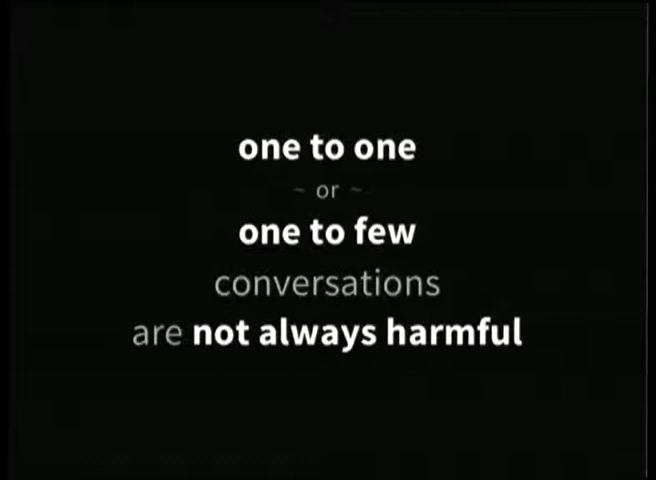 one to one
~ or ~
one to few
conversations
are not always harmful